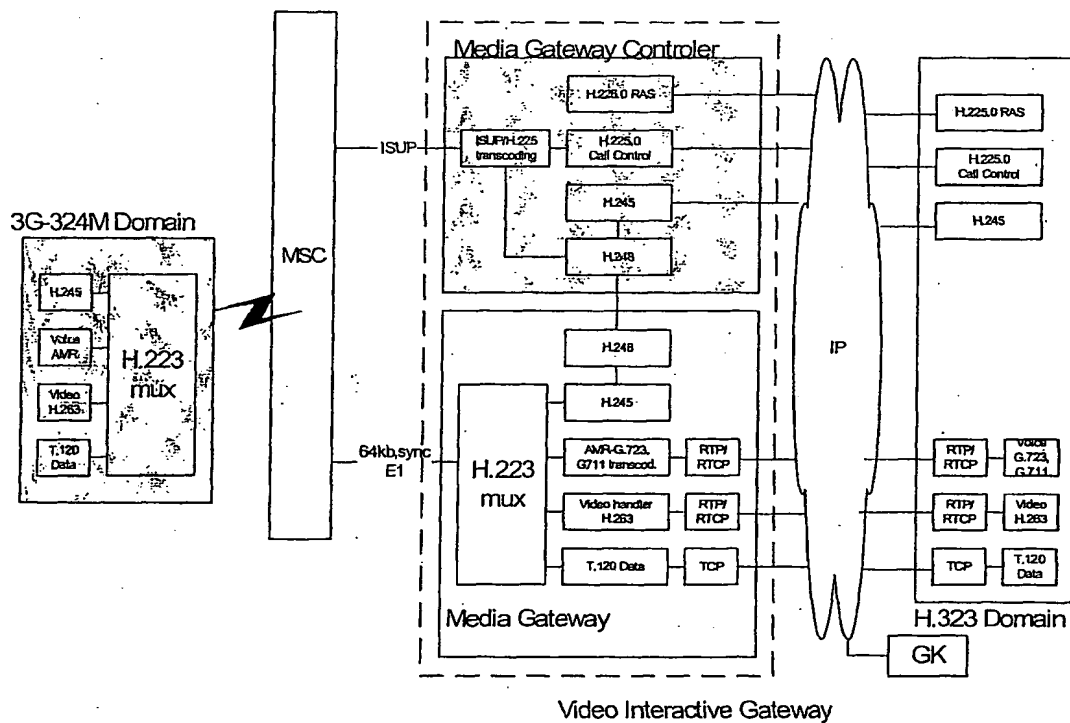 Media Gateway Controler
H.225.0 RAS
ISUP/H.225
transcoding
H.225.0
Call Control
H.245
H.248
ISUP
MSC
3G-324M Domain
H.245
Voice
AMR
Video
H.263
T.120
Data
H.223
mux
H.248
H.245
64kb,sync
E1
H.223
mux
AMR-G.723,
G711 transcod.
RTP/
RTCP
Video handler
H.263
RTP/
RTCP
T.120 Data
TCP
Media Gateway
Video Interactive Gateway
IP
H.225.0 RAS
H.225.0
Call Control
H.245
RTP/
RTCP
Voice
G.723,
G.711
RTP/
RTCP
Video
H.263
TCP
T.120
Data
H.323 Domain
GK